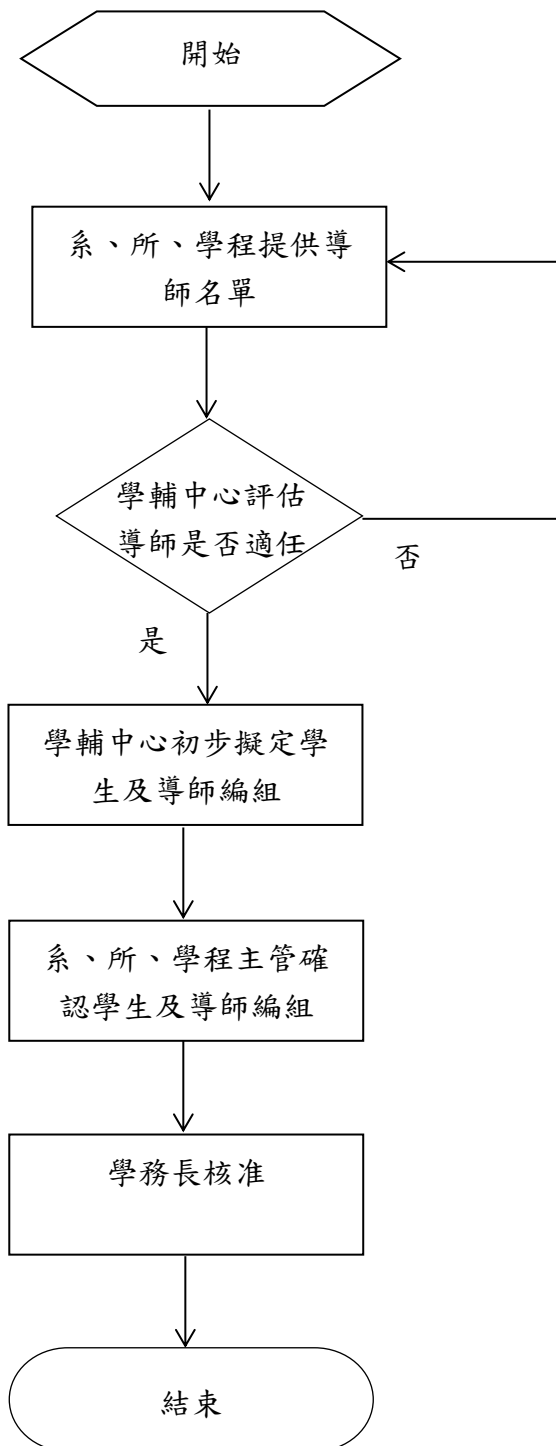 開始
系、所、學程提供導
師名單
學輔中心評估
導師是否適任
否
是
學輔中心初步擬定學
生及導師編組
系、所、學程主管確
認學生及導師編組
學務長核准
結束